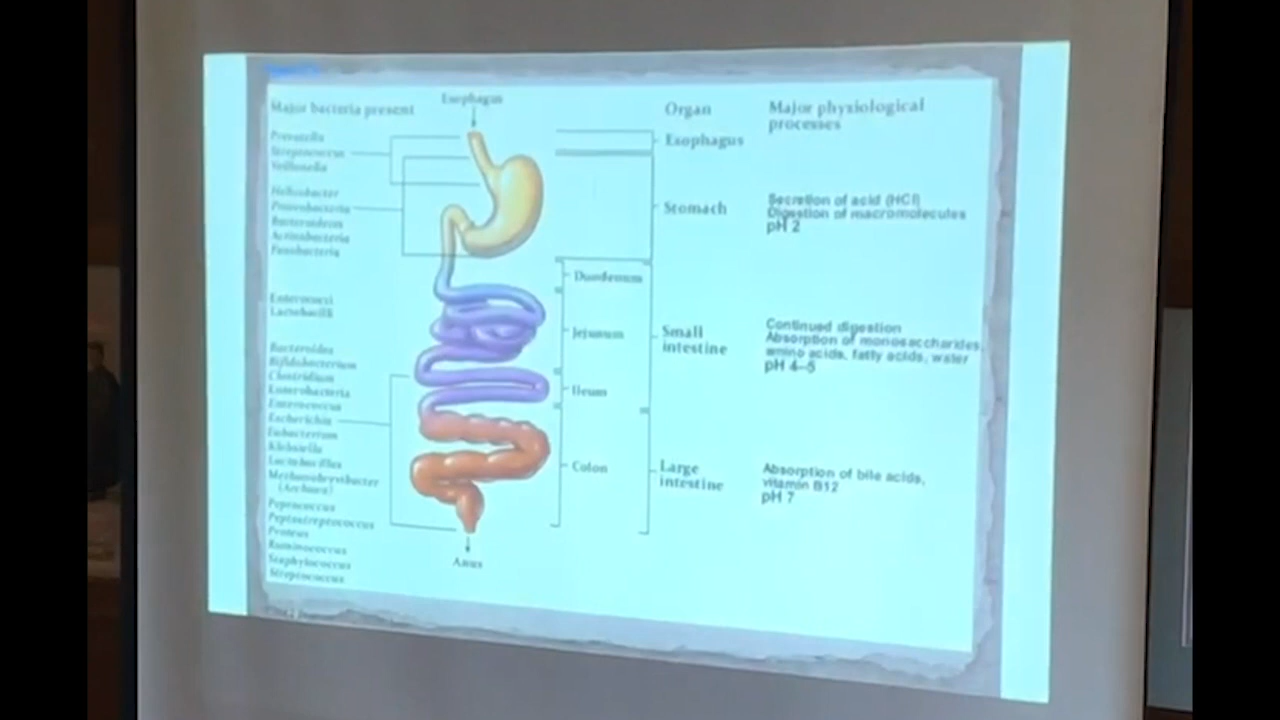 Major bacteria present
Esophagus
Organ
Major physiological
processes
Prevotella
Streptococcus
Veillonella
Esophagus
Helicobacter
Proteobacteria
Bacteroidetes
Actinobacteria
Fusobacteria
Stomach
Secretion of acid (HCl)
Digestion of macromolecules
pH 2
Enterococci
Lactobacilli
Duodenum
Jejunum
Ileum
Small
intestine
Continued digestion
Absorption of monosaccharides,
amino acids, fatty acids, water
pH 4–5
Bacteroides
Bifidobacterium
Clostridium
Enterobacteria
Enterococcus
Escherichia
Eubacterium
Klebsiella
Lactobacillus
Methanobrevibacter
(Archaea)
Peptococcus
Peptostreptococcus
Proteus
Ruminococcus
Staphylococcus
Streptococcus
Colon
Large
intestine
Absorption of bile acids,
vitamin B12
pH 7
Anus